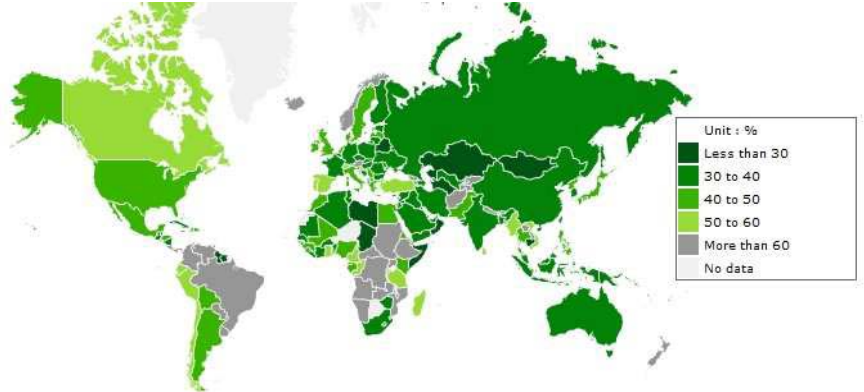 Unit : %
Less than 30
30 to 40
40 to 50
50 to 60
More than 60
No data